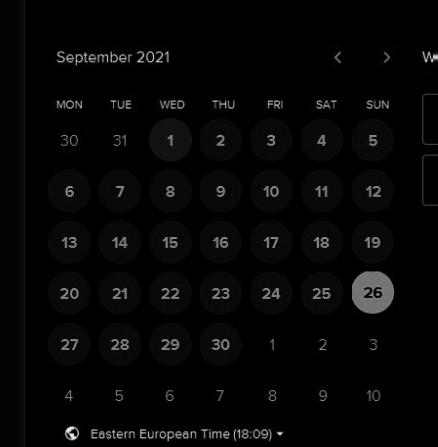 September 2021
MON TUE WED THU FRI SAT SUN
30 31 1 2 3 4 5
6 7 8 9 10 11 12
13 14 15 16 17 18 19
20 21 22 23 24 25 26
27 28 29 30 1 2 3
4 5 6 7 8 9 10
Eastern European Time (18:09)